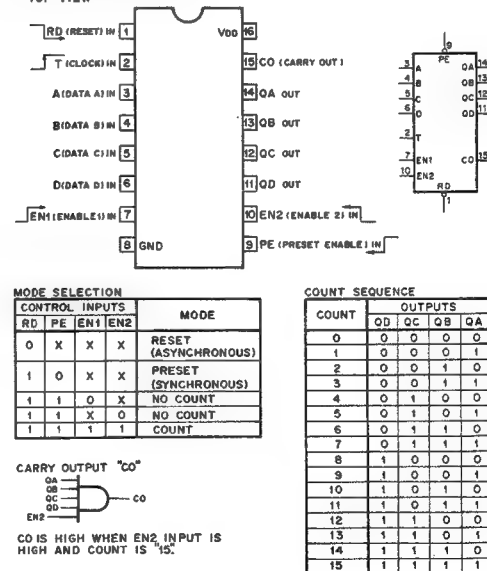 TOP VIEW
RD (RESET) IN 1
VDD 16
T (CLOCK) IN 2
15 CO (CARRY OUT)
A (DATA A) IN 3
14 QA OUT
B (DATA B) IN 4
13 QB OUT
C (DATA C) IN 5
12 QC OUT
D (DATA D) IN 6
11 QD OUT
EN1 (ENABLE1) IN 7
10 EN2 (ENABLE 2) IN
8 GND
9 PE (PRESET ENABLE) IN
9
PE
3 A QA 14
4 B QB 13
5 C QC 12
6 D QD 11
2 T
7 EN1 CO 15
10 EN2
RD
1
MODE SELECTION
CONTROL INPUTS MODE
RD PE EN1 EN2
0 X X X RESET
(ASYNCHRONOUS)
1 0 X X PRESET
(SYNCHRONOUS)
1 1 0 X NO COUNT
1 1 X 0 NO COUNT
1 1 1 1 COUNT
CARRY OUTPUT "CO"
QA
QB
QC
QD
EN2
CO
CO IS HIGH WHEN EN2 INPUT IS
HIGH AND COUNT IS "15".
COUNT SEQUENCE
COUNT OUTPUTS
QD QC QB QA
0 0 0 0 0
1 0 0 0 1
2 0 0 1 0
3 0 0 1 1
4 0 1 0 0
5 0 1 0 1
6 0 1 1 0
7 0 1 1 1
8 1 0 0 0
9 1 0 0 1
10 1 0 1 0
11 1 0 1 1
12 1 1 0 0
13 1 1 0 1
14 1 1 1 0
15 1 1 1 1